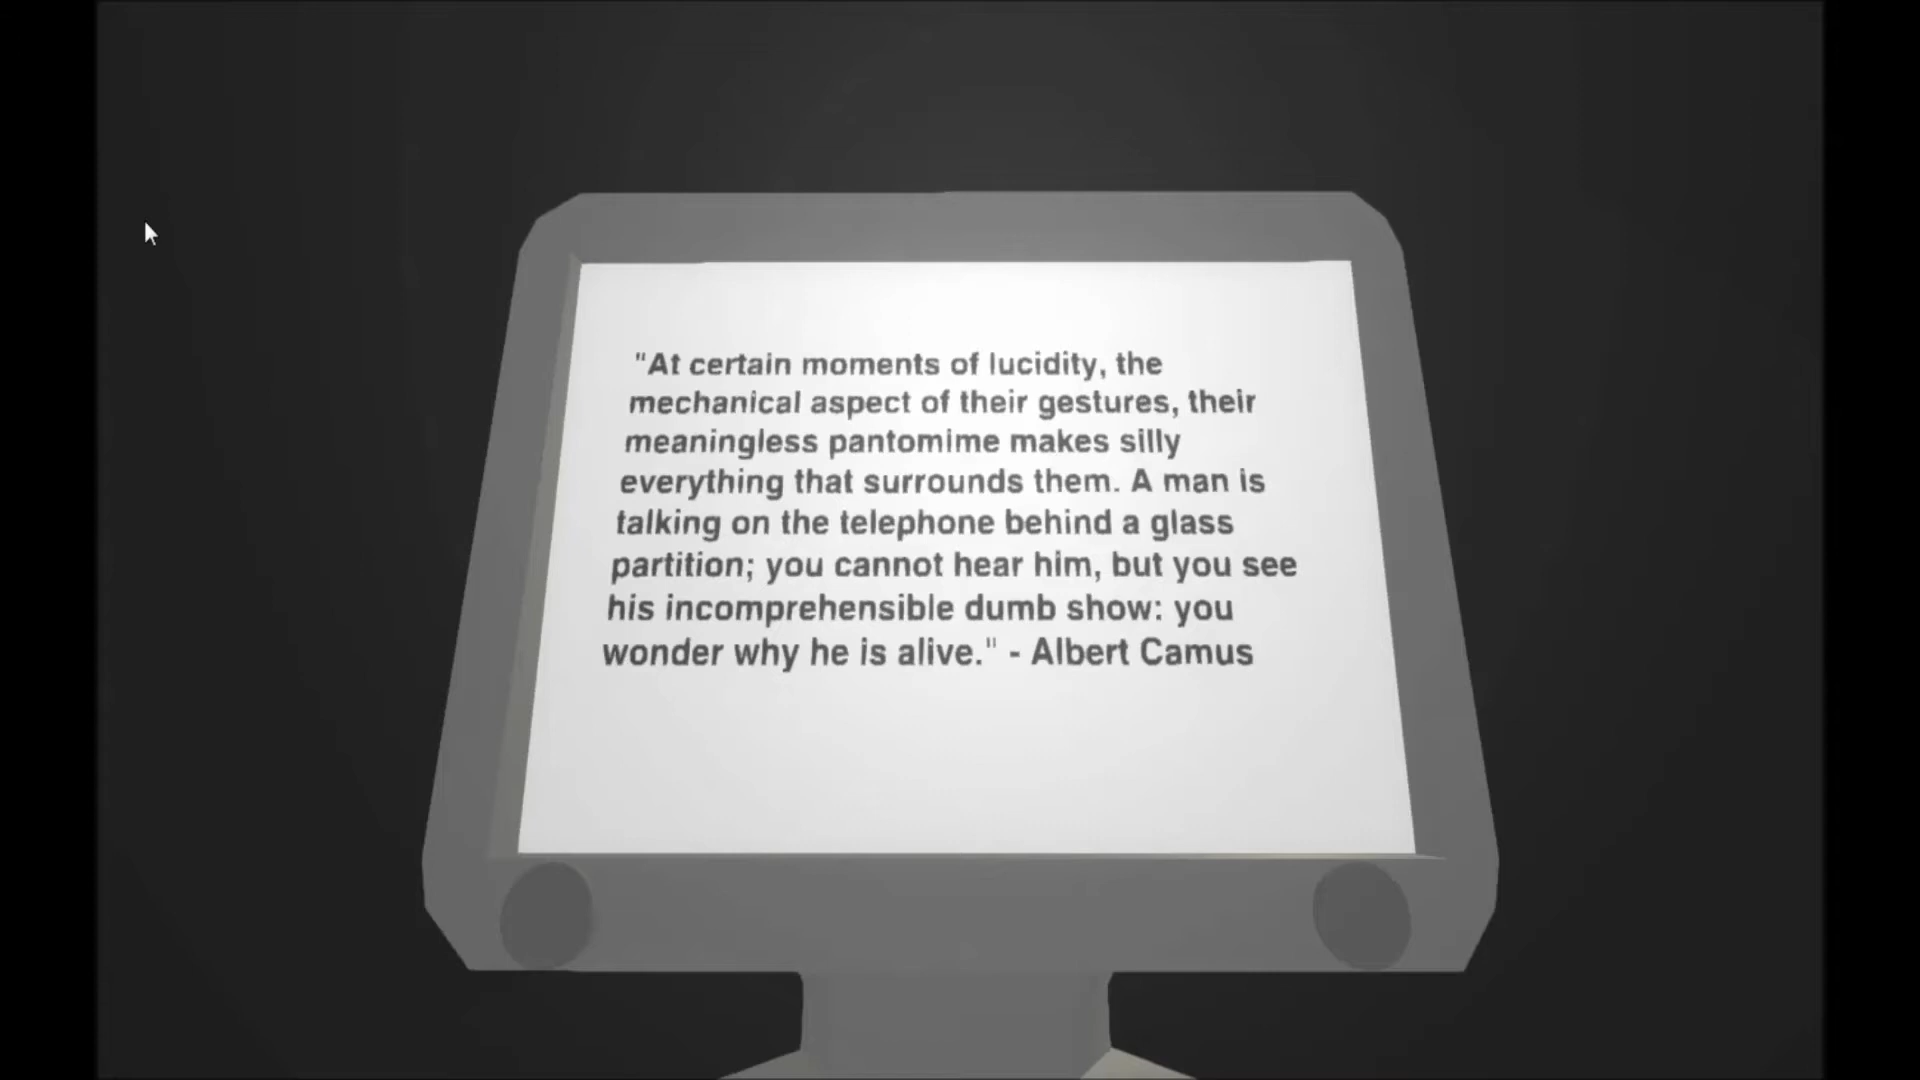 "At certain moments of lucidity, the
mechanical aspect of their gestures, their
meaningless pantomime makes silly
everything that surrounds them. A man is
talking on the telephone behind a glass
partition; you cannot hear him, but you see
his incomprehensible dumb show: you
wonder why he is alive." - Albert Camus